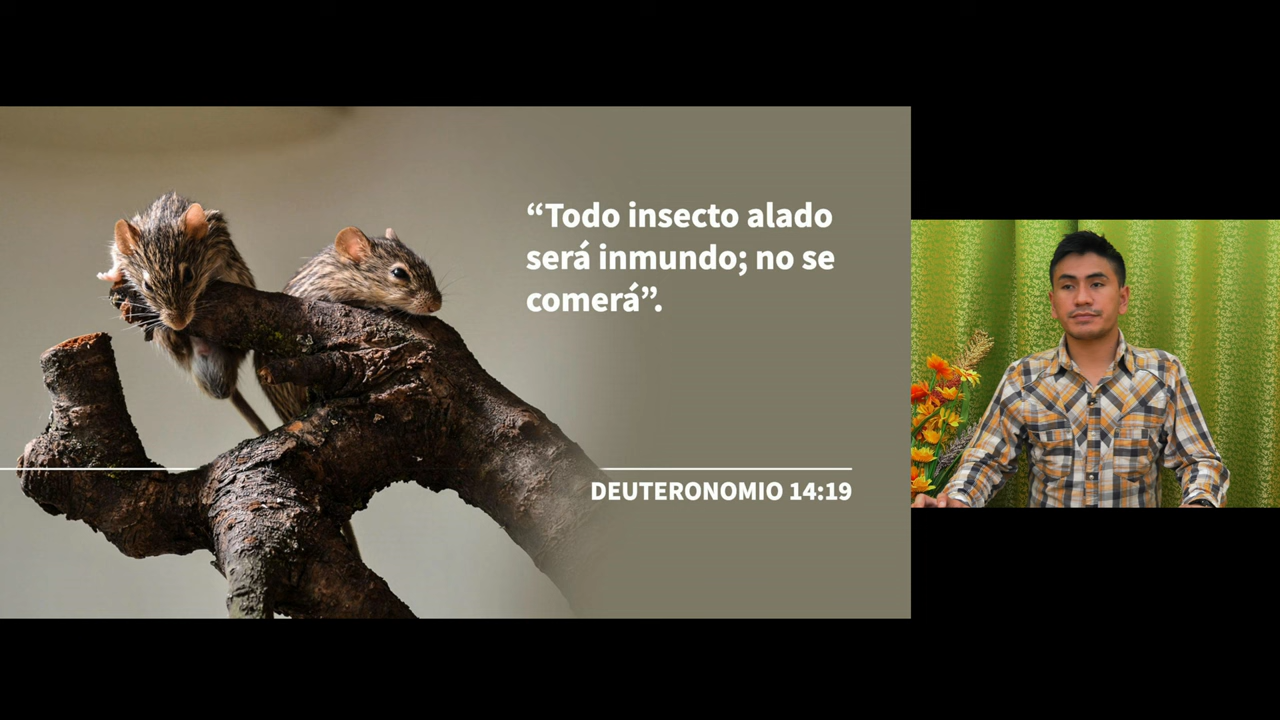 “Todo insecto alado
será inmundo; no se
comerá”.
DEUTERONOMIO 14:19